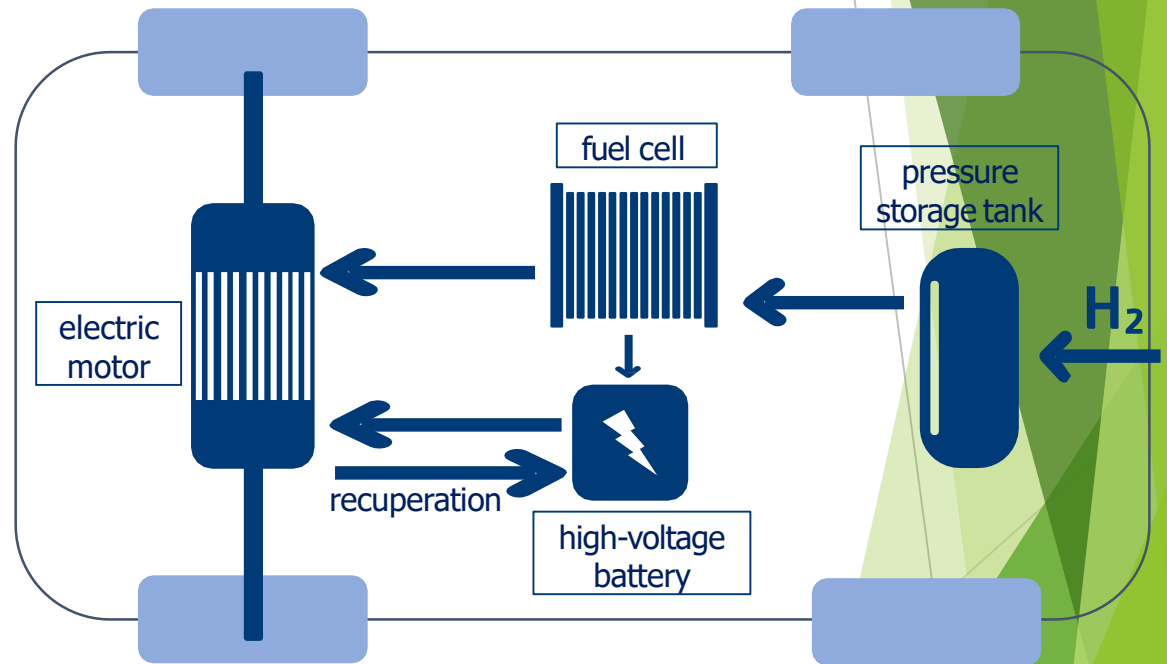 fuel cell
pressure
storage tank
H₂
electric
motor
recuperation
high-voltage
battery